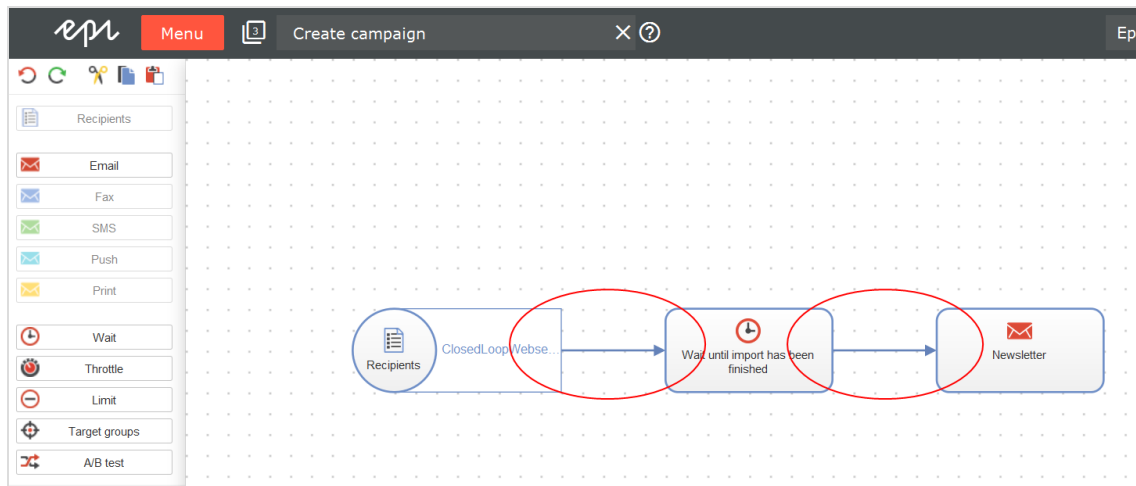 epi Menu 3 Create campaign Ep
Recipients
Email
Fax
SMS
Push
Print
Wait
Throttle
Limit
Target groups
A/B test
Recipients
ClosedLoopWebse...
Wait until import has been
finished
Newsletter